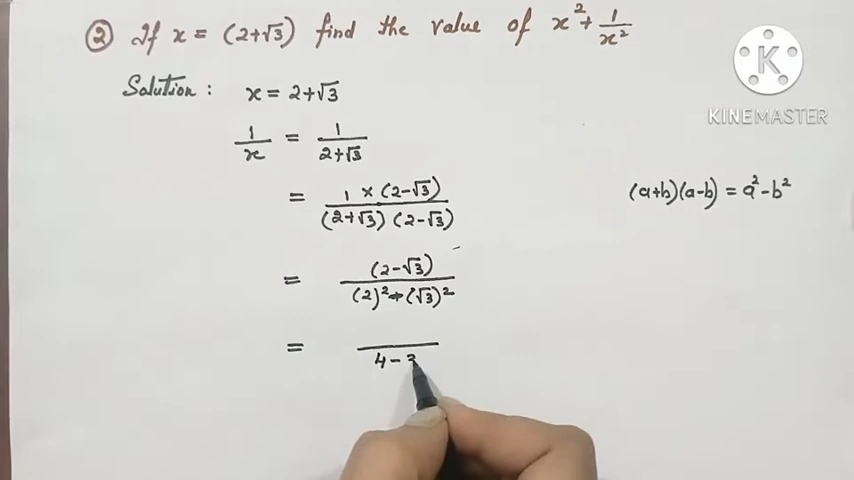 ② If x = (2+√3) find the value of x² + 1/x²
Solution : x = 2+√3
1/x = 1/(2+√3)
= 1 × (2-√3) / (2+√3) (2-√3)
(a+b)(a-b) = a² - b²
= (2-√3) / (2)² - (√3)²
= / 4 - 3
K
KINEMASTER